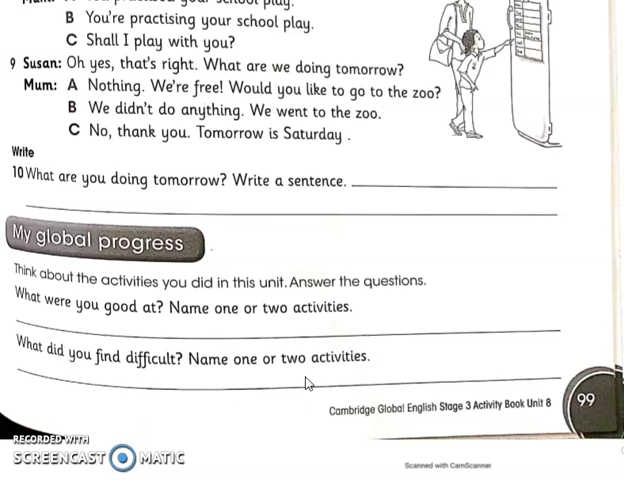 B You're practising your school play.
C Shall I play with you?
9 Susan: Oh yes, that's right. What are we doing tomorrow?
Mum: A Nothing. We're free! Would you like to go to the zoo?
B We didn't do anything. We went to the zoo.
C No, thank you. Tomorrow is Saturday .
Write
10 What are you doing tomorrow? Write a sentence.
My global progress
Think about the activities you did in this unit. Answer the questions.
What were you good at? Name one or two activities.
What did you find difficult? Name one or two activities.
Cambridge Global English Stage 3 Activity Book Unit 8
99
RECORDED WITH
SCREENCAST MATIC
Scanned with CamScanner